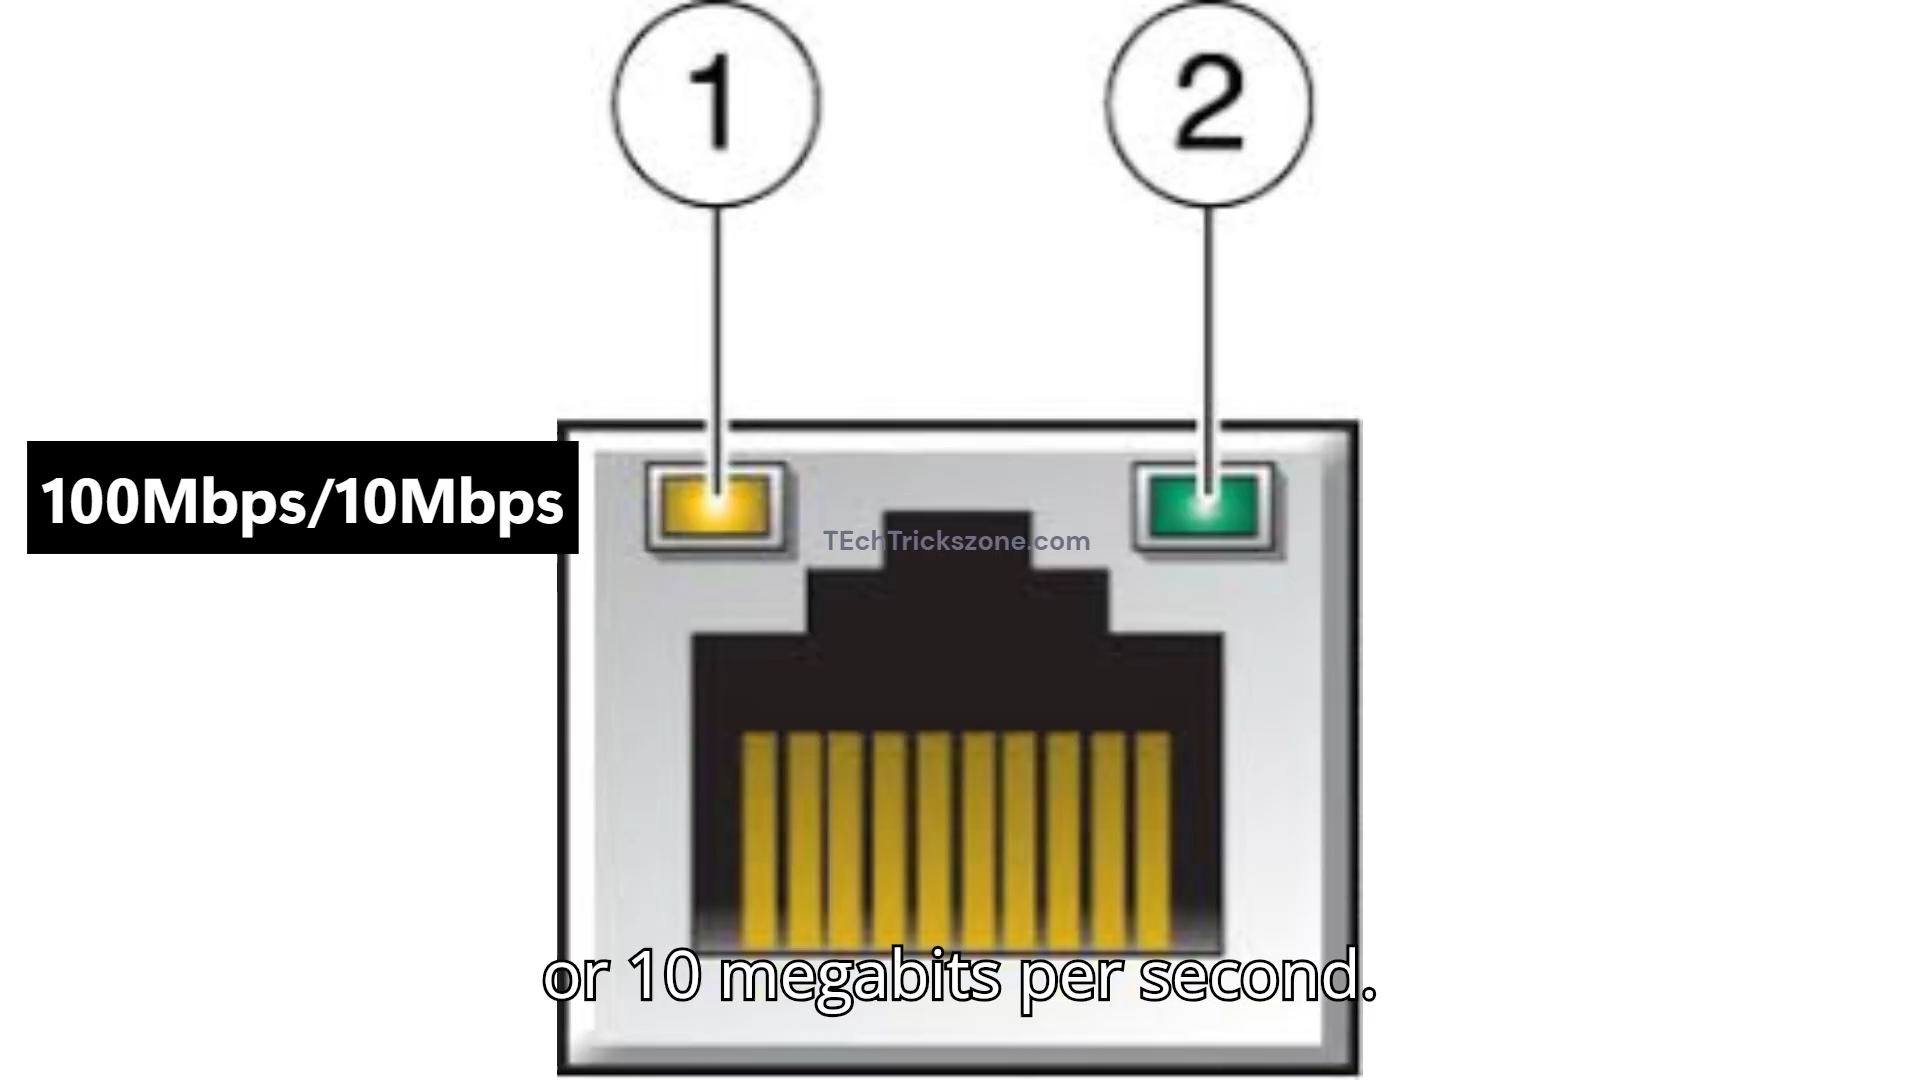 1
2
100Mbps/10Mbps
TEchTrickszone.com
or 10 megabits per second.